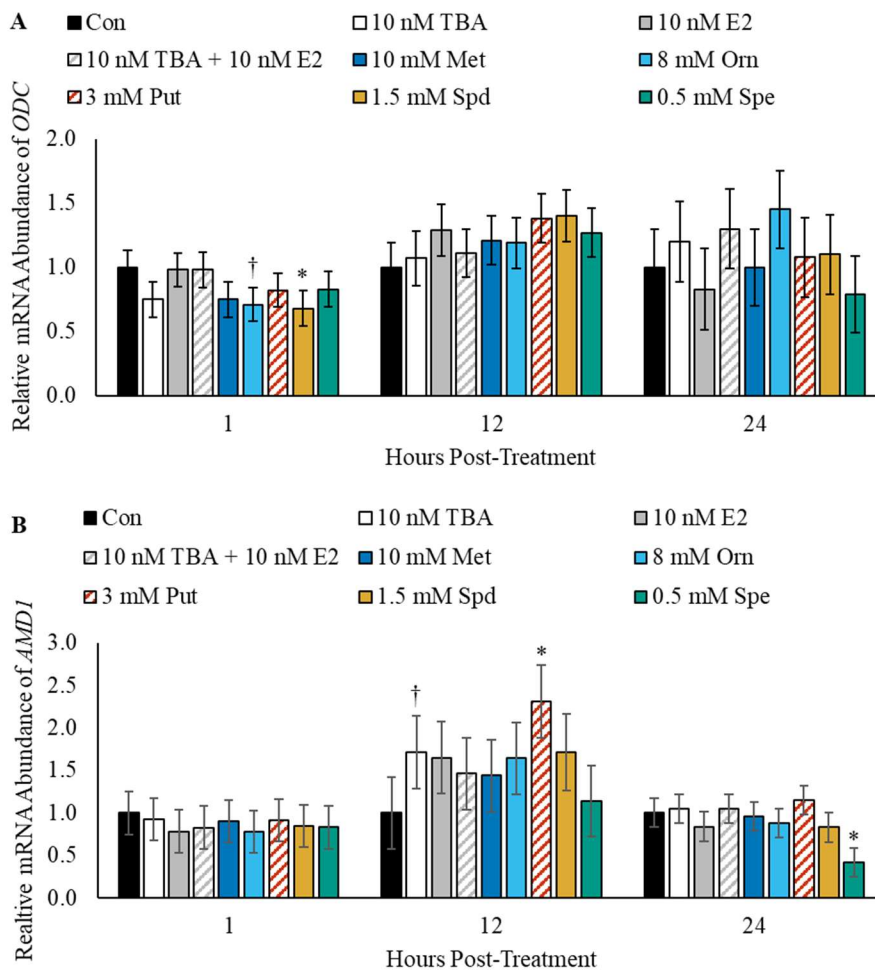 A
Con
10 nM TBA
10 nM E2
10 nM TBA + 10 nM E2
10 mM Met
8 mM Orn
3 mM Put
1.5 mM Spd
0.5 mM Spe
Relative mRNA Abundance of ODC
2.0
1.5
1.0
0.5
0.0
†
*
1
12
24
Hours Post-Treatment
B
Con
10 nM TBA
10 nM E2
10 nM TBA + 10 nM E2
10 mM Met
8 mM Orn
3 mM Put
1.5 mM Spd
0.5 mM Spe
Realtive mRNA Abundance of AMD1
3.0
2.5
2.0
1.5
1.0
0.5
0.0
†
*
*
1
12
24
Hours Post-Treatment